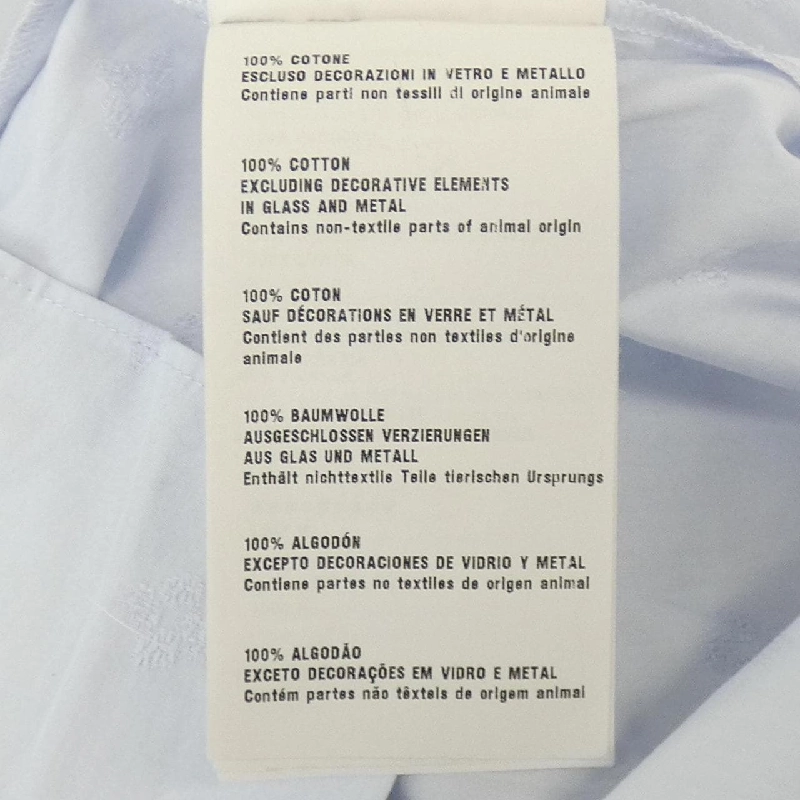 100% COTONE
ESCLUSO DECORAZIONI IN VETRO E METALLO
Contiene parti non tessili di origine animale
100% COTTON
EXCLUDING DECORATIVE ELEMENTS
IN GLASS AND METAL
Contains non-textile parts of animal origin
100% COTON
SAUF DÉCORATIONS EN VERRE ET MÉTAL
Contient des parties non textiles d'origine
animale
100% BAUMWOLLE
AUSGESCHLOSSEN VERZIERUNGEN
AUS GLAS UND METALL
Enthält nichttextile Teile tierischen Ursprungs
100% ALGODÓN
EXCEPTO DECORACIONES DE VIDRIO Y METAL
Contiene partes no textiles de origen animal
100% ALGODÃO
EXCETO DECORAÇÕES EM VIDRO E METAL
Contém partes não têxteis de origem animal